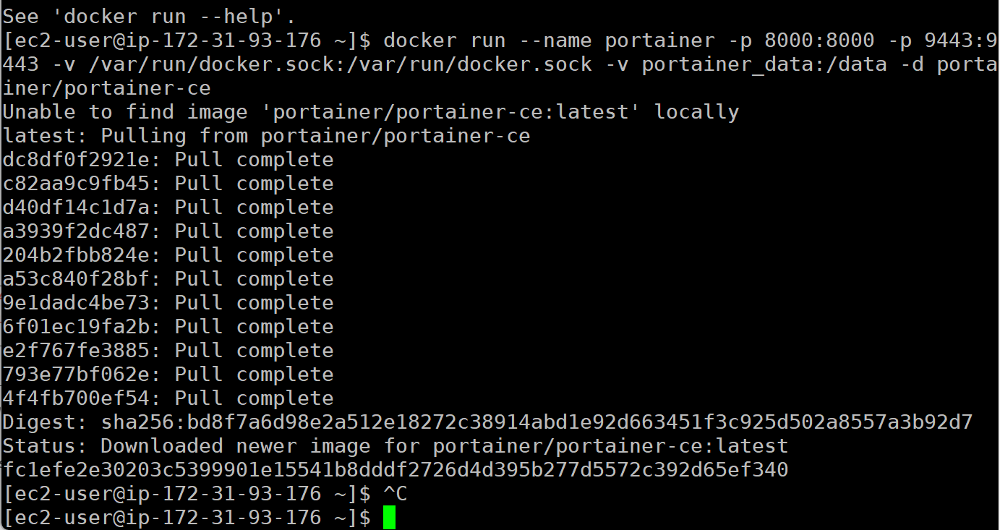 See 'docker run --help'.
[ec2-user@ip-172-31-93-176 ~]$ docker run --name portainer -p 8000:8000 -p 9443:9
443 -v /var/run/docker.sock:/var/run/docker.sock -v portainer_data:/data -d porta
iner/portainer-ce
Unable to find image 'portainer/portainer-ce:latest' locally
latest: Pulling from portainer/portainer-ce
dc8df0f2921e: Pull complete
c82aa9c9fb45: Pull complete
d40df14c1d7a: Pull complete
a3939f2dc487: Pull complete
204b2fbb824e: Pull complete
a53c840f28bf: Pull complete
9e1dadc4be73: Pull complete
6f01ec19fa2b: Pull complete
e2f767fe3885: Pull complete
793e77bf062e: Pull complete
4f4fb700ef54: Pull complete
Digest: sha256:bd8f7a6d98e2a512e18272c38914abd1e92d663451f3c925d502a8557a3b92d7
Status: Downloaded newer image for portainer/portainer-ce:latest
fc1efe2e30203c5399901e15541b8dddf2726d4d395b277d5572c392d65ef340
[ec2-user@ip-172-31-93-176 ~]$ ^C
[ec2-user@ip-172-31-93-176 ~]$